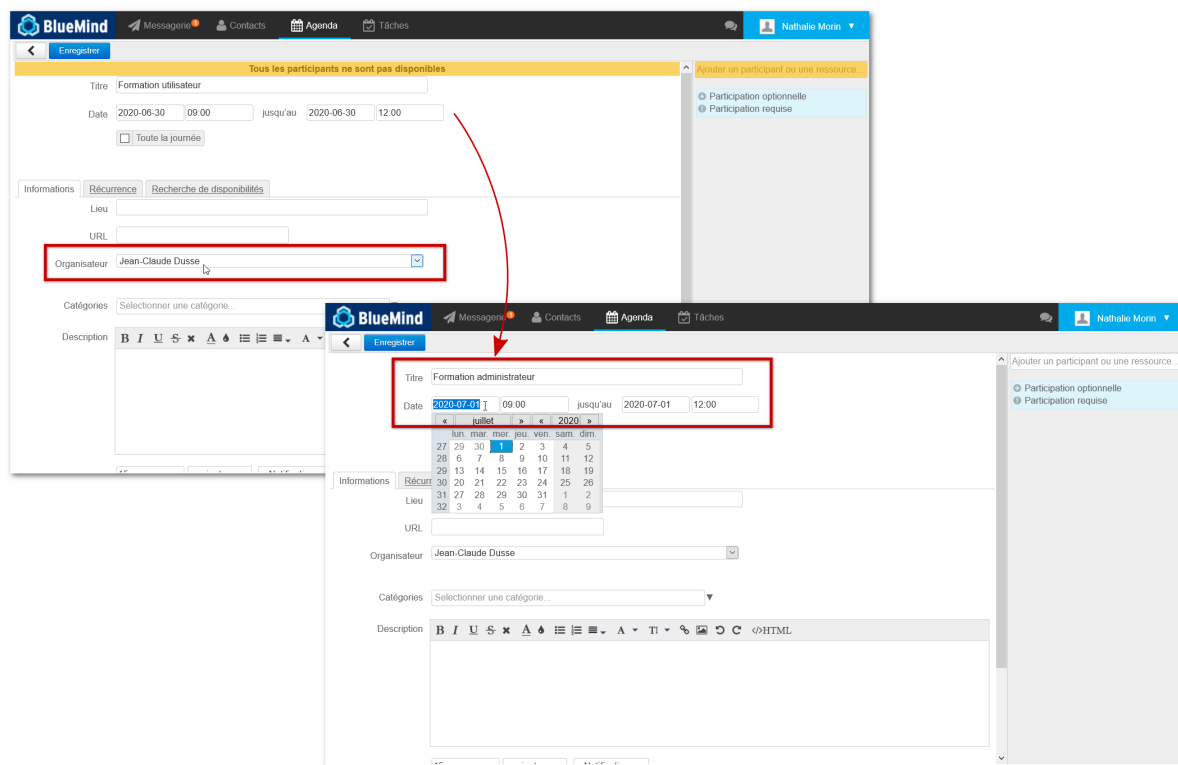 BlueMind Messagerie Contacts Agenda Tâches Nathalie Morin ▼
Enregistrer
Tous les participants ne sont pas disponibles
Ajouter un participant ou une ressource...
Titre Formation utilisateur
Participation optionnelle
Participation requise
Date 2020-06-30 09:00 jusqu'au 2020-06-30 12:00
Toute la journée
Informations Récurrence Recherche de disponibilités
Lieu
URL
Organisateur Jean-Claude Dusse
Catégories Selectionner une catégorie...
Description B I U S A A
BlueMind Messagerie Contacts Agenda Tâches Nathalie Morin ▼
Enregistrer
Ajouter un participant ou une ressource...
Titre Formation administrateur
Participation optionnelle
Participation requise
Date 2020-07-01 09:00 jusqu'au 2020-07-01 12:00
« juillet » « 2020 »
lun. mar. mer. jeu. ven. sam. dim.
27 29 30 1 2 3 4 5
28 6 7 8 9 10 11 12
29 13 14 15 16 17 18 19
30 20 21 22 23 24 25 26
31 27 28 29 30 31 1 2
32 3 4 5 6 7 8 9
Informations
Lieu
URL
Organisateur Jean-Claude Dusse
Catégories Selectionner une catégorie...
Description B I U S A A TI </>HTML